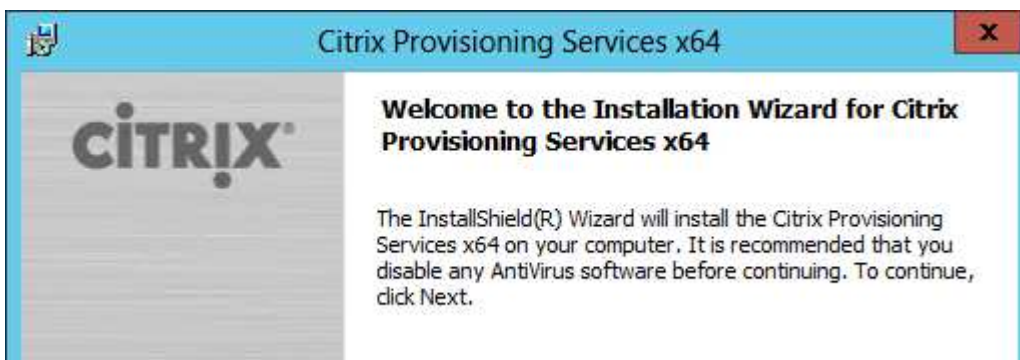 Citrix Provisioning Services x64
x
CİTRIX®
Welcome to the Installation Wizard for Citrix
Provisioning Services x64
The InstallShield(R) Wizard will install the Citrix Provisioning
Services x64 on your computer. It is recommended that you
disable any AntiVirus software before continuing. To continue,
click Next.